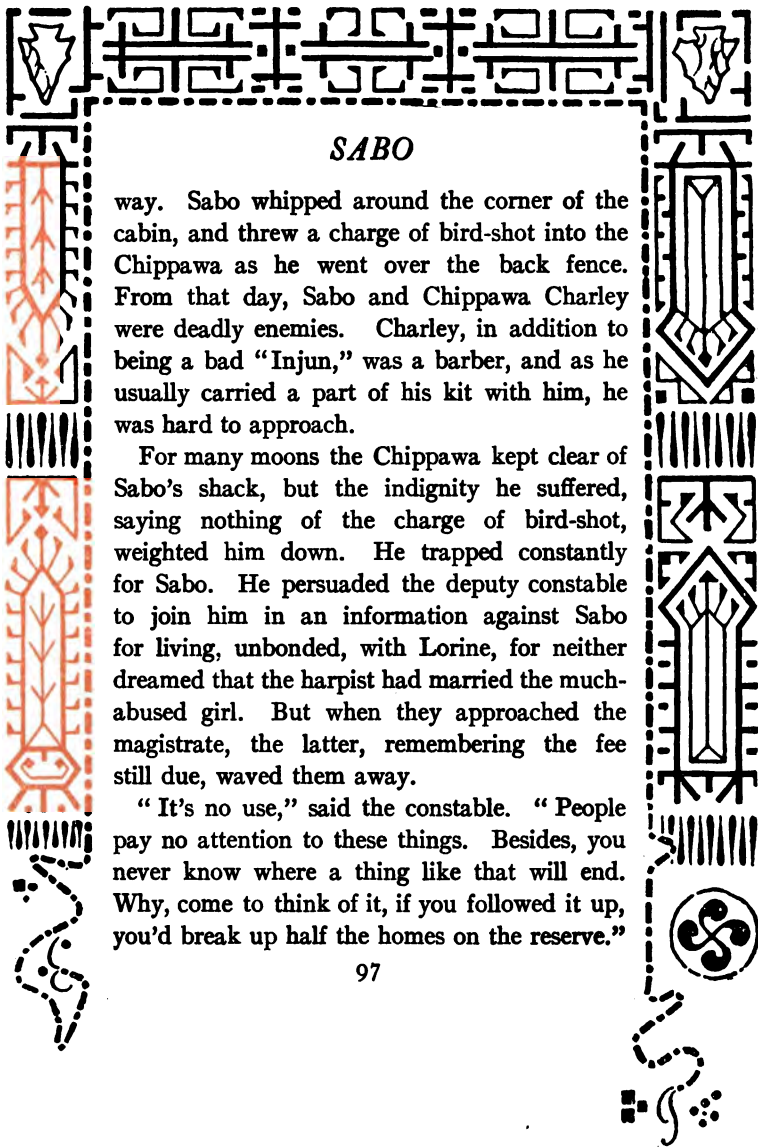 SABO
way. Sabo whipped around the corner of the
cabin, and threw a charge of bird-shot into the
Chippawa as he went over the back fence.
From that day, Sabo and Chippawa Charley
were deadly enemies. Charley, in addition to
being a bad "Injun," was a barber, and as he
usually carried a part of his kit with him, he
was hard to approach.
For many moons the Chippawa kept clear of
Sabo's shack, but the indignity he suffered,
saying nothing of the charge of bird-shot,
weighted him down. He trapped constantly
for Sabo. He persuaded the deputy constable
to join him in an information against Sabo
for living, unbonded, with Lorine, for neither
dreamed that the harpist had married the much-
abused girl. But when they approached the
magistrate, the latter, remembering the fee
still due, waved them away.
" It's no use," said the constable. " People
pay no attention to these things. Besides, you
never know where a thing like that will end.
Why, come to think of it, if you followed it up,
you'd break up half the homes on the reserve."
97